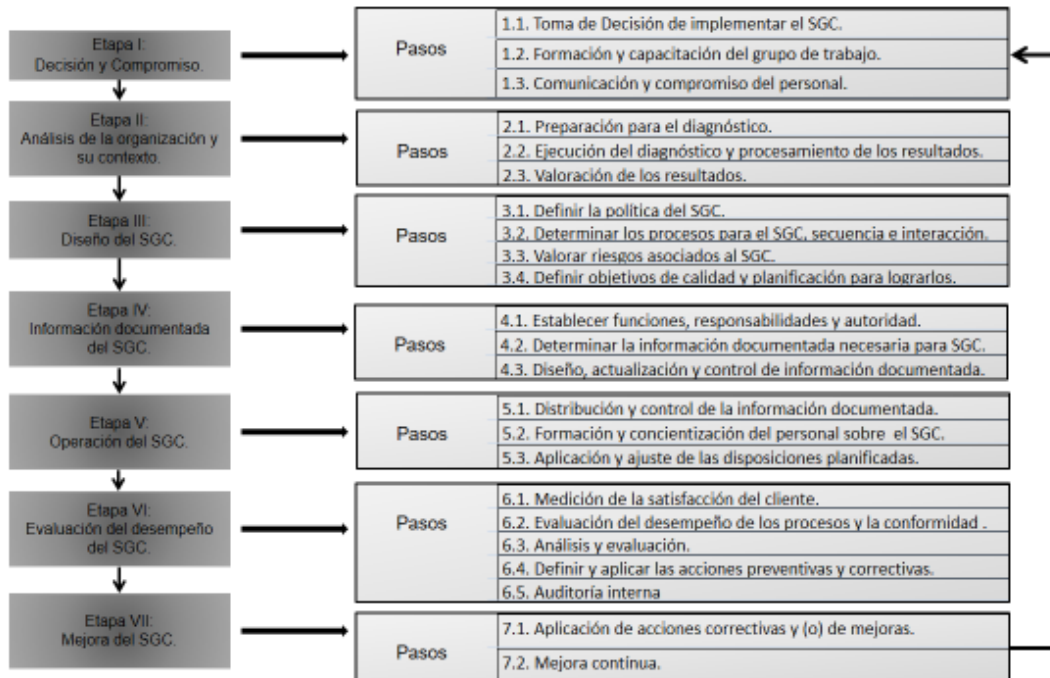 Etapa I:
Decisión y Compromiso.
Pasos
1.1. Toma de Decisión de implementar el SGC.
1.2. Formación y capacitación del grupo de trabajo.
1.3. Comunicación y compromiso del personal.
Etapa II:
Análisis de la organización y
su contexto.
Pasos
2.1. Preparación para el diagnóstico.
2.2. Ejecución del diagnóstico y procesamiento de los resultados.
2.3. Valoración de los resultados.
Etapa III:
Diseño del SGC.
Pasos
3.1. Definir la política del SGC.
3.2. Determinar los procesos para el SGC, secuencia e interacción.
3.3. Valorar riesgos asociados al SGC.
3.4. Definir objetivos de calidad y planificación para lograrlos.
Etapa IV:
Información documentada
del SGC.
Pasos
4.1. Establecer funciones, responsabilidades y autoridad.
4.2. Determinar la información documentada necesaria para SGC.
4.3. Diseño, actualización y control de información documentada.
Etapa V:
Operación del SGC.
Pasos
5.1. Distribución y control de la información documentada.
5.2. Formación y concientización del personal sobre el SGC.
5.3. Aplicación y ajuste de las disposiciones planificadas.
Etapa VI:
Evaluación del desempeño
del SGC.
Pasos
6.1. Medición de la satisfacción del cliente.
6.2. Evaluación del desempeño de los procesos y la conformidad .
6.3. Análisis y evaluación.
6.4. Definir y aplicar las acciones preventivas y correctivas.
6.5. Auditoría interna
Etapa VII:
Mejora del SGC.
Pasos
7.1. Aplicación de acciones correctivas y (o) de mejoras.
7.2. Mejora contínua.